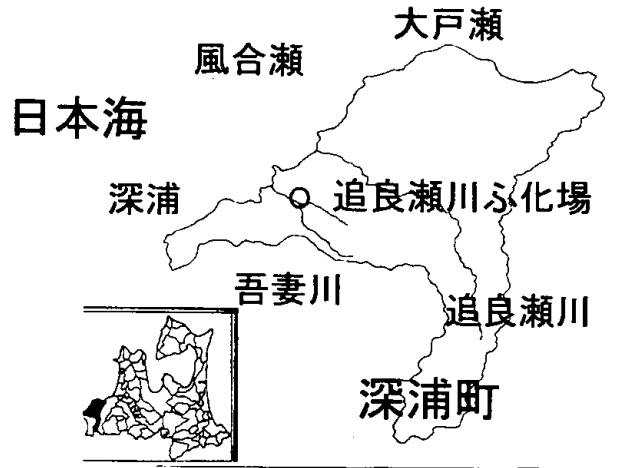 大戸瀬
風合瀬
日本海
深浦
追良瀬川ふ化場
吾妻川
追良瀬川
深浦町